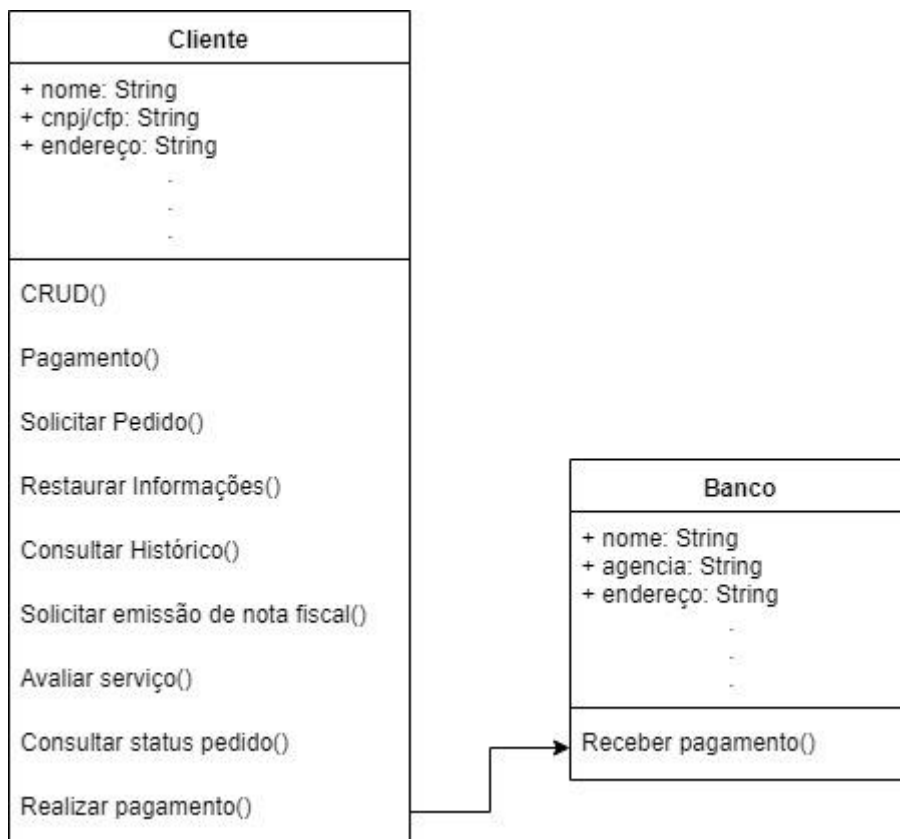 Cliente
+ nome: String
+ cnpj/cfp: String
+ endereço: String
.
.
.
CRUD()
Pagamento()
Solicitar Pedido()
Restaurar Informações()
Consultar Histórico()
Solicitar emissão de nota fiscal()
Avaliar serviço()
Consultar status pedido()
Realizar pagamento()
Banco
+ nome: String
+ agencia: String
+ endereço: String
.
.
.
Receber pagamento()